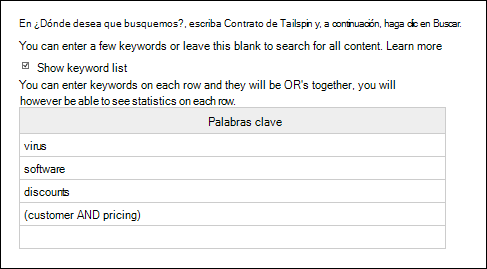 En ¿Dónde desea que busquemos?, escriba Contrato de Tailspin y, a continuación, haga clic en Buscar.
You can enter a few keywords or leave this blank to search for all content. Learn more
Show keyword list
You can enter keywords on each row and they will be OR's together, you will
however be able to see statistics on each row.
Palabras clave
virus
software
discounts
(customer AND pricing)